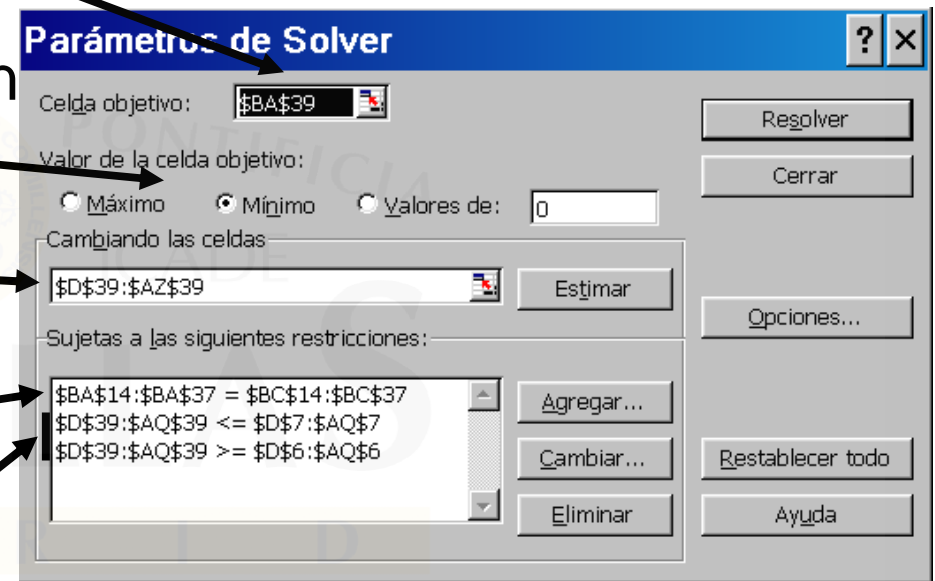 Parámetros de Solver
? ×
n
Celda objetivo: $BA$39
Resolver
Valor de la celda objetivo:
Cerrar
Máximo Mínimo Valores de: 0
Cambiando las celdas
$D$39:$AZ$39 Estimar
Opciones...
Sujetas a las siguientes restricciones:
$BA$14:$BA$37 = $BC$14:$BC$37 Agregar...
$D$39:$AQ$39 <= $D$7:$AQ$7
$D$39:$AQ$39 >= $D$6:$AQ$6 Cambiar... Restablecer todo
Eliminar Ayuda
PONTIFICIA
ICADE
R I D